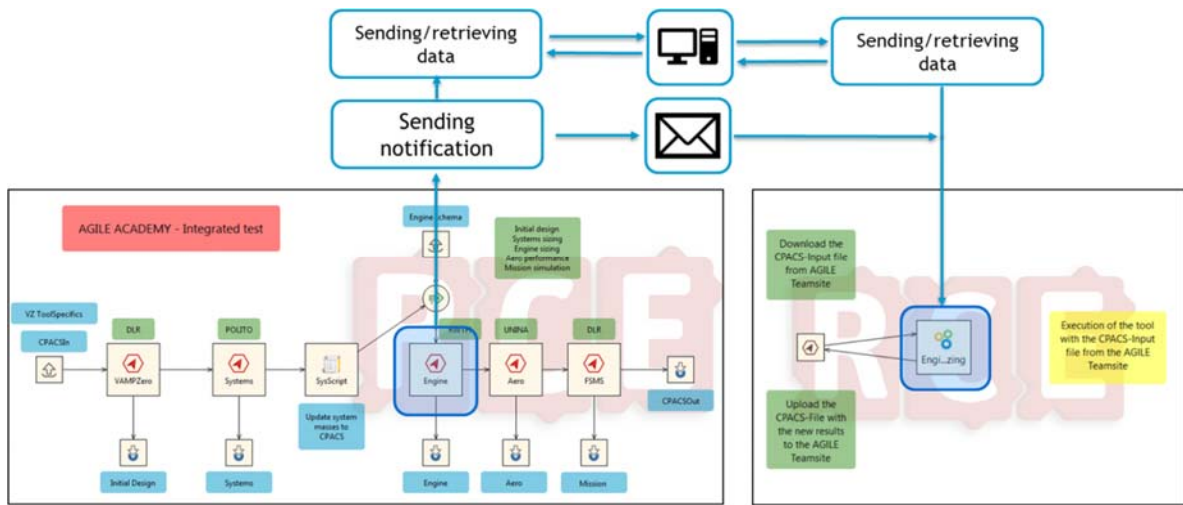 Sending/retrieving
data
Sending/retrieving
data
Sending
notification
AGILE ACADEMY - Integrated test
Engine schema
Initial design
Systems sizing
Engine sizing
Aero performance
Mission simulation
VZ ToolSpecifics
CPACSIn
DLR
VAMPZero
Initial Design
POLITO
Systems
Systems
SysScript
Update system
masses to
CPACS
Engine
Engine
UNINA
Aero
Aero
DLR
FSMS
Mission
CPACSOut
RCE
Download the
CPACS-Input file
from AGILE
Teamsite
Engi...zing
Upload the
CPACS-File with
the new results
to the AGILE
Teamsite
Execution of the tool
with the CPACS-Input
file from the AGILE
Teamsite
RCE